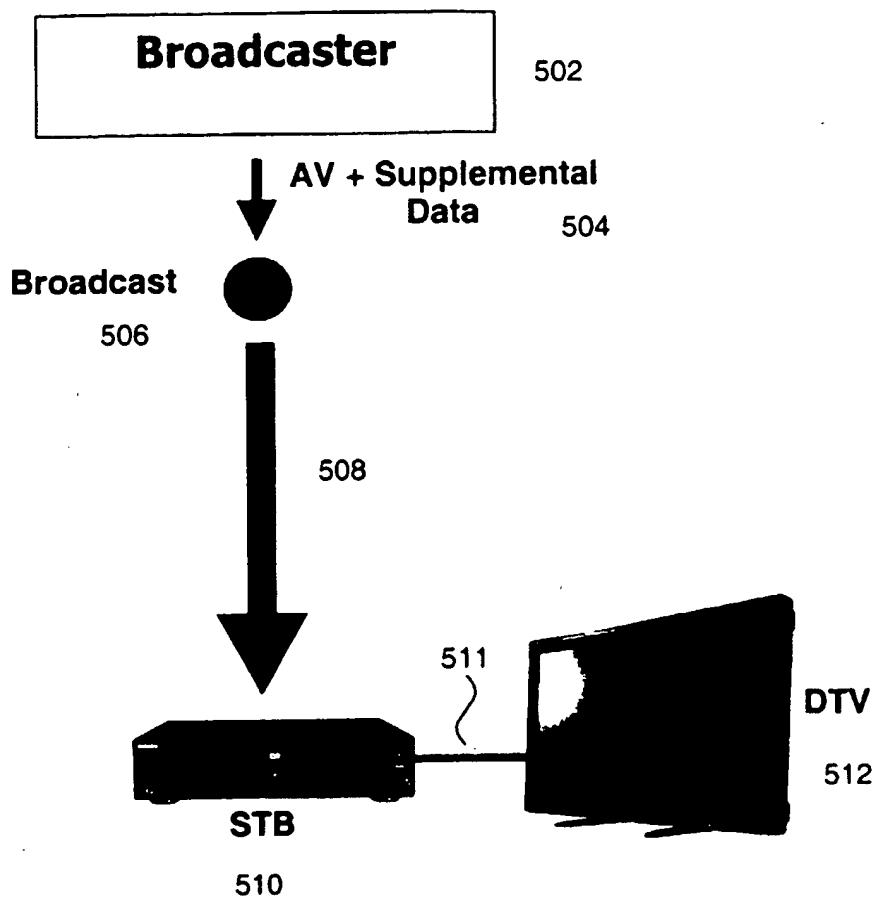 Broadcaster
502
AV + Supplemental
Data
504
Broadcast
506
508
511
DTV
512
STB
510